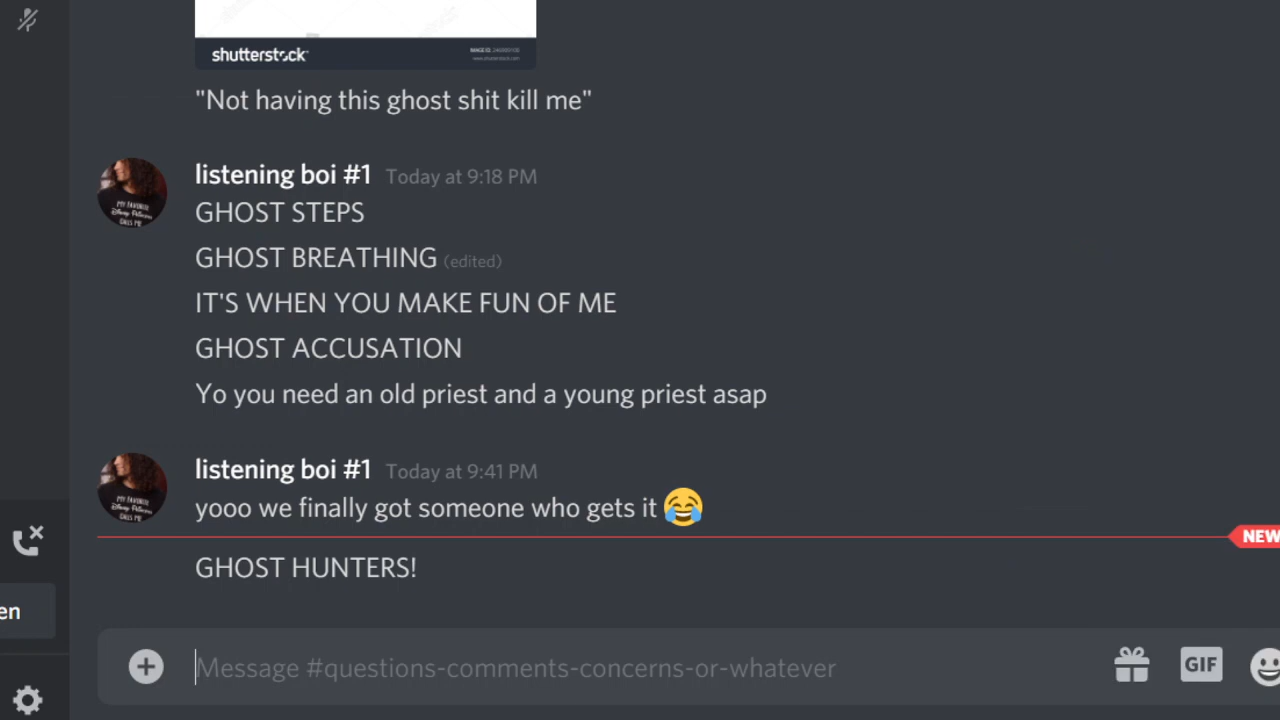 shutterstock
"Not having this ghost shit kill me"
listening boi #1 Today at 9:18 PM
GHOST STEPS
GHOST BREATHING (edited)
IT'S WHEN YOU MAKE FUN OF ME
GHOST ACCUSATION
Yo you need an old priest and a young priest asap
listening boi #1 Today at 9:41 PM
yooo we finally got someone who gets it 😂
NEW
GHOST HUNTERS!
en
Message #questions-comments-concerns-or-whatever
GIF